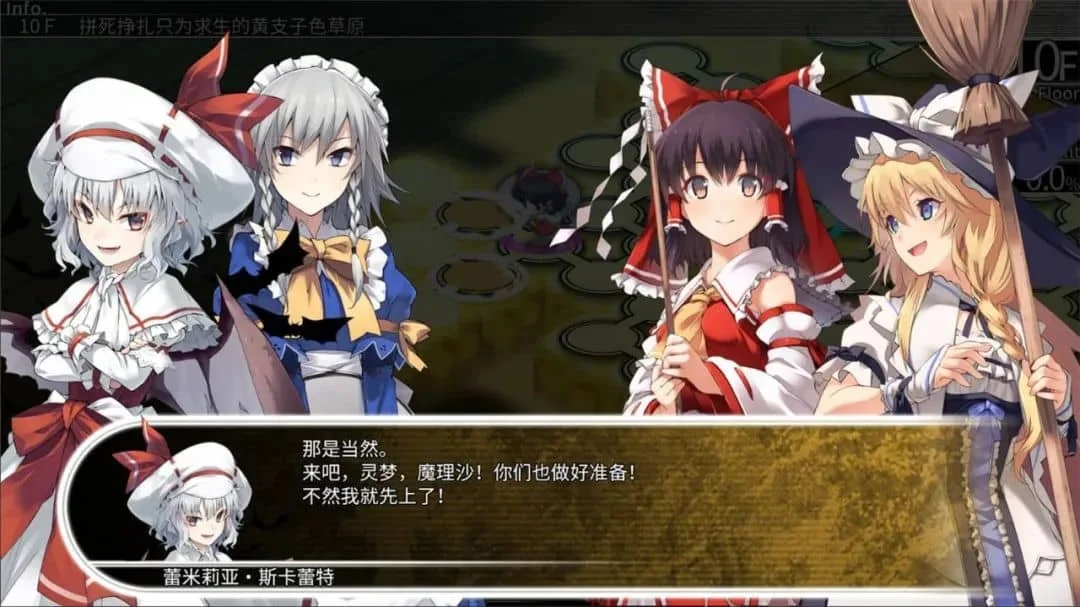 Info.
10F 拼死挣扎只为求生的黄支子色草原
0F
Floor
0.0%
那是当然。
来吧，灵梦，魔理沙！你们也做好准备！
不然我就先上了！
蕾米莉亚·斯卡蕾特